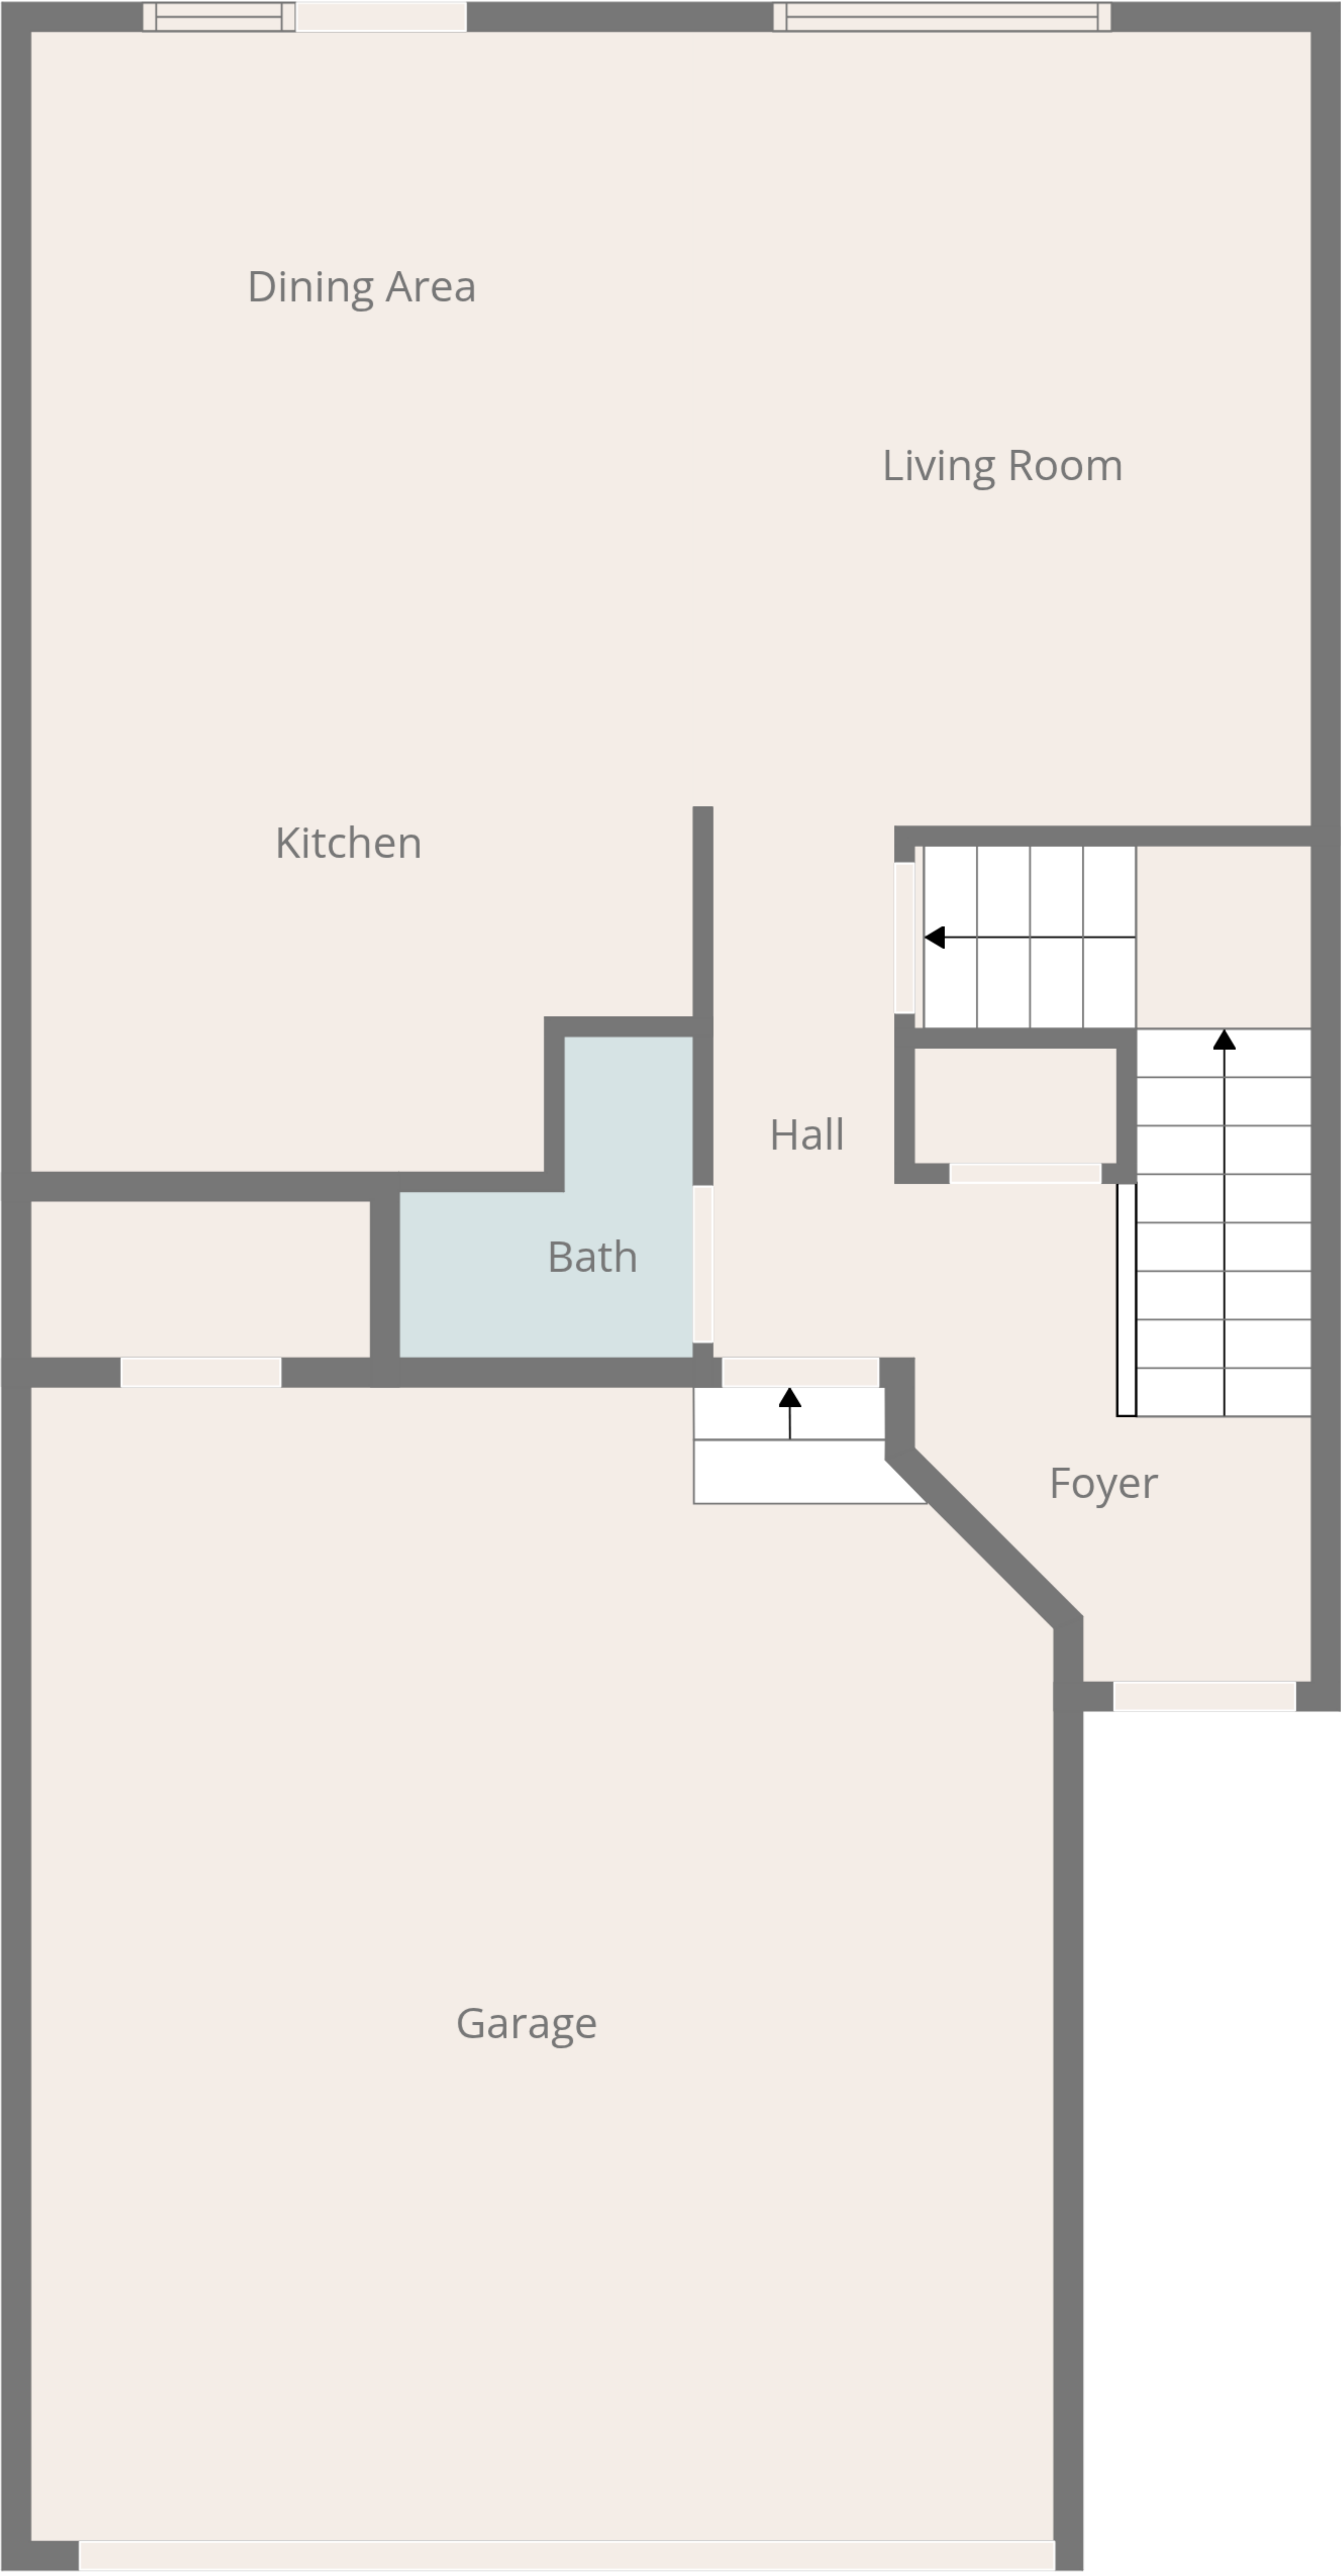 Dining Area
Living Room
Kitchen
Hall
Bath
Foyer
Garage